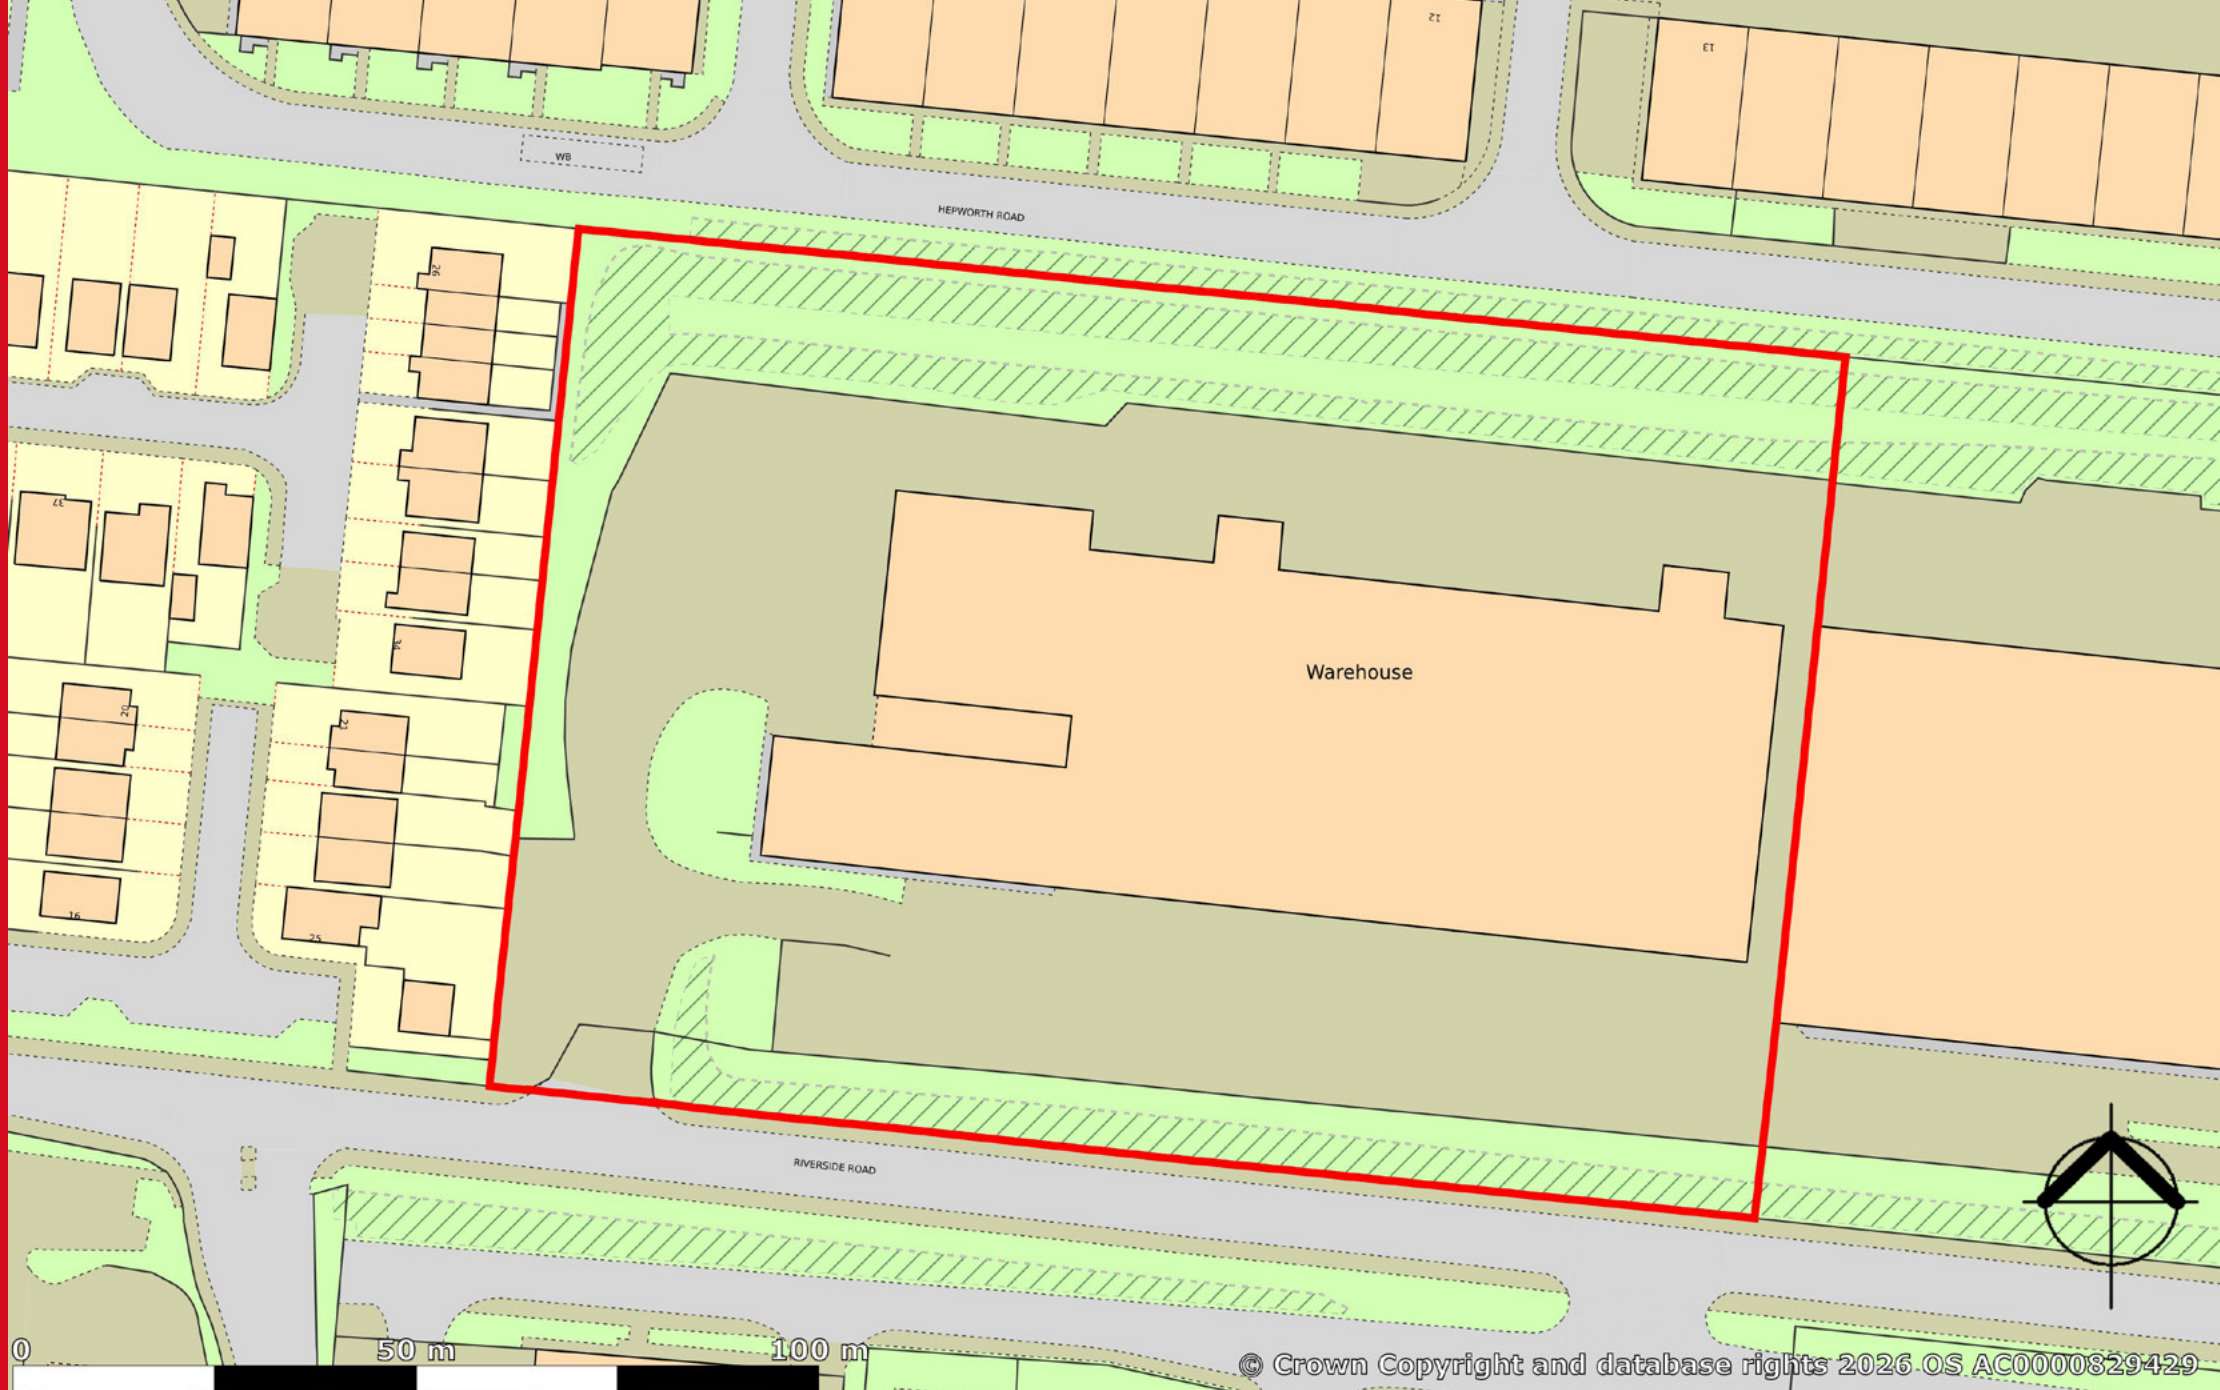 12
13
WB
HEPWORTH ROAD
26
37
34
Warehouse
20
21
16
25
RIVERSIDE ROAD
0 50 m 100 m
© Crown Copyright and database rights 2026 OS AC0000829429